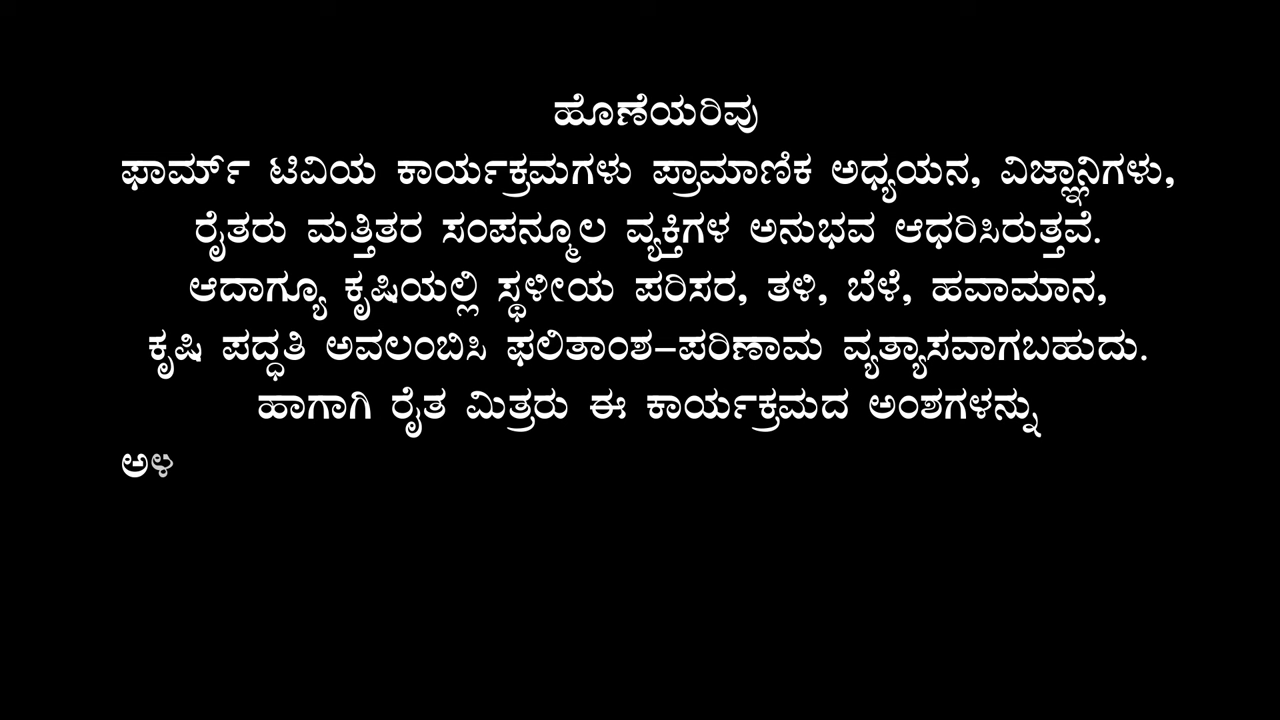 ಹೊಣೆಯರಿವು
ಫಾರ್ಮ್ ಟಿವಿಯ ಕಾರ್ಯಕ್ರಮಗಳು ಪ್ರಾಮಾಣಿಕ ಅಧ್ಯಯನ, ವಿಜ್ಞಾನಿಗಳು,
ರೈತರು ಮತ್ತಿತರ ಸಂಪನ್ಮೂಲ ವ್ಯಕ್ತಿಗಳ ಅನುಭವ ಆಧರಿಸಿರುತ್ತವೆ.
ಆದಾಗ್ಯೂ ಕೃಷಿಯಲ್ಲಿ ಸ್ಥಳೀಯ ಪರಿಸರ, ತಳಿ, ಬೆಳೆ, ಹವಾಮಾನ,
ಕೃಷಿ ಪದ್ಧತಿ ಅವಲಂಬಿಸಿ ಫಲಿತಾಂಶ–ಪರಿಣಾಮ ವ್ಯತ್ಯಾಸವಾಗಬಹುದು.
ಹಾಗಾಗಿ ರೈತ ಮಿತ್ರರು ಈ ಕಾರ್ಯಕ್ರಮದ ಅಂಶಗಳನ್ನು
ಅಳ